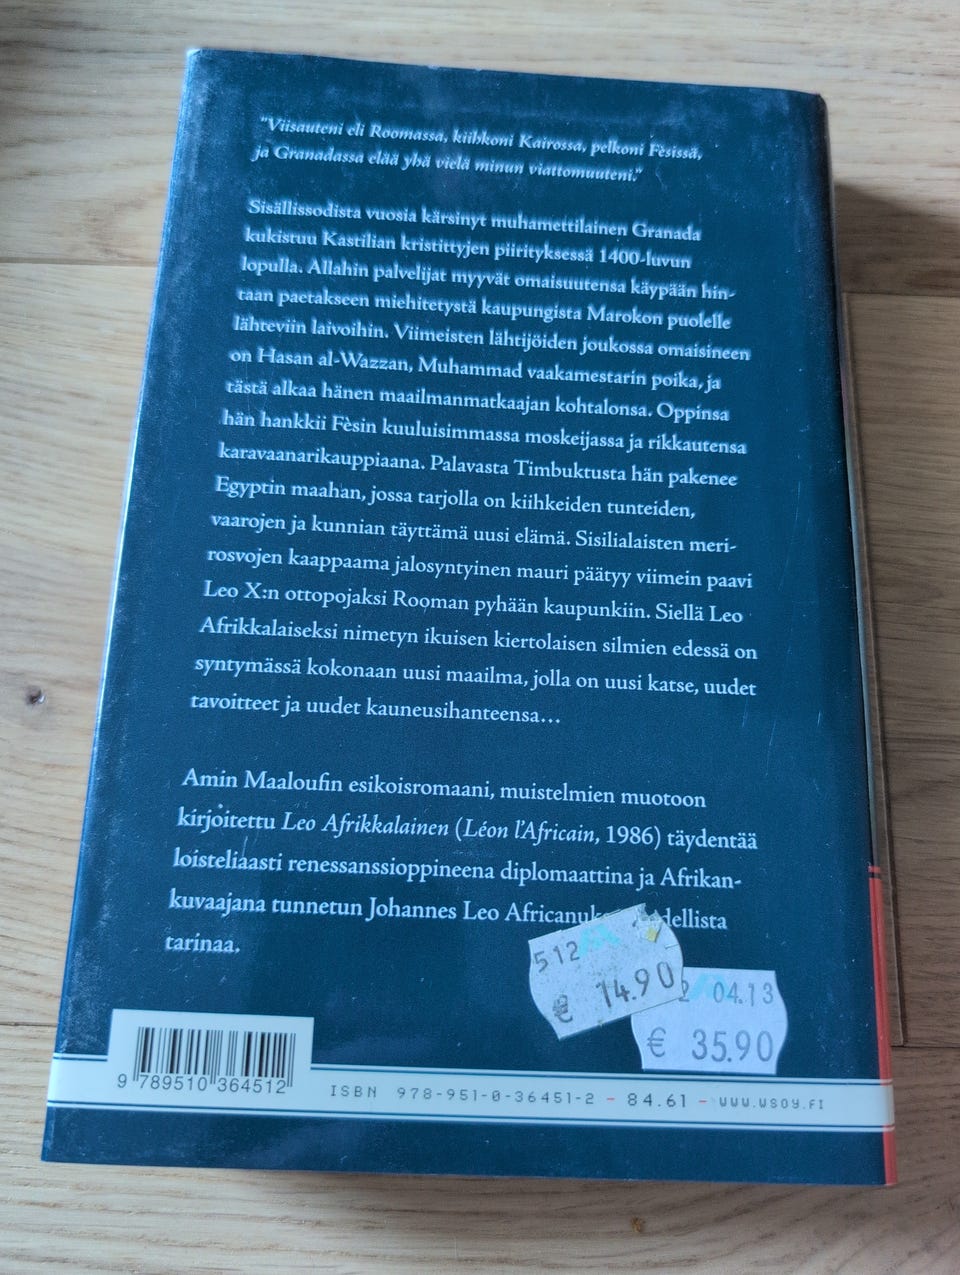 "Viisauteni eli Roomassa, kiihkoni Kairossa, pelkoni Fèsissä,
ja Granadassa elää yhä vielä minun viattomuuteni."
Sisällissodista vuosia kärsinyt muhamettilainen Granada
kukistuu Kastilian kristittyjen piirityksessä 1400-luvun
lopulla. Allahin palvelijat myyvät omaisuutensa käypään hin-
taan paetakseen miehitetystä kaupungista Marokon puolelle
lähteviin laivoihin. Viimeisten lähtijöiden joukossa omaisineen
on Hasan al-Wazzan, Muhammad vaakamestarin poika, ja
tästä alkaa hänen maailmanmatkaajan kohtalonsa. Oppinsa
hän hankkii Fèsin kuuluisimmassa moskeijassa ja rikkautensa
karavaanarikauppiaana. Palavasta Timbuktusta hän pakenee
Egyptin maahan, jossa tarjolla on kiihkeiden tunteiden,
vaarojen ja kunnian täyttämä uusi elämä. Sisilialaisten meri-
rosvojen kaappaama jalosyntyinen mauri päätyy viimein paavi
Leo X:n ottopojaksi Rooman pyhään kaupunkiin. Siellä Leo
Afrikkalaiseksi nimetyn ikuisen kiertolaisen silmien edessä on
syntymässä kokonaan uusi maailma, jolla on uusi katse, uudet
tavoitteet ja uudet kauneusihanteensa...
Amin Maaloufin esikoisromaani, muistelmien muotoon
kirjoitettu Leo Afrikkalainen (Léon l'Africain, 1986) täydentää
loisteliaasti renessanssioppineena diplomaattina ja Afrikan-
kuvaajana tunnetun Johannes Leo
tarinaa.
512
€ 14.90
04.13
€ 35.90
9 789510 364512
ISBN 978-951-0-36451-2 – 84.61 – www.wsoy.fi